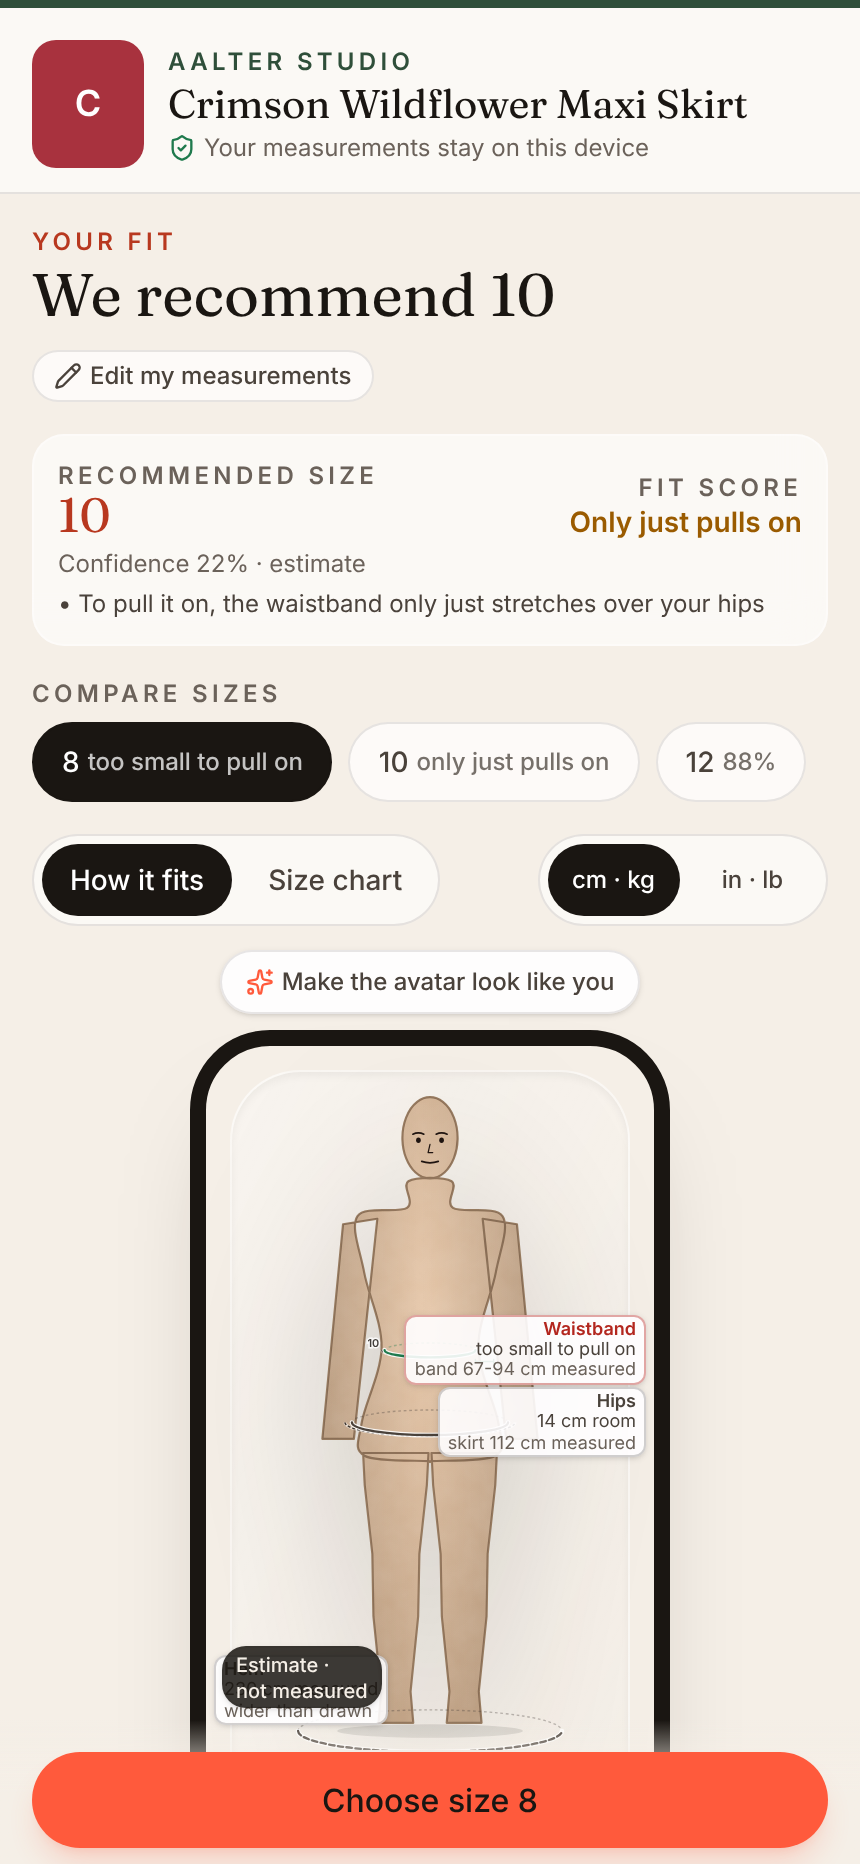 C
AALTER STUDIO
Crimson Wildflower Maxi Skirt
Your measurements stay on this device
YOUR FIT
We recommend 10
Edit my measurements
RECOMMENDED SIZE
10
Confidence 22% · estimate
• To pull it on, the waistband only just stretches over your hips
FIT SCORE
Only just pulls on
COMPARE SIZES
8 too small to pull on
10 only just pulls on
12 88%
How it fits
Size chart
cm · kg
in · lb
Make the avatar look like you
10
Waistband
too small to pull on
band 67-94 cm measured
Hips
14 cm room
skirt 112 cm measured
Estimate ·
not measured
wider than drawn
Choose size 8